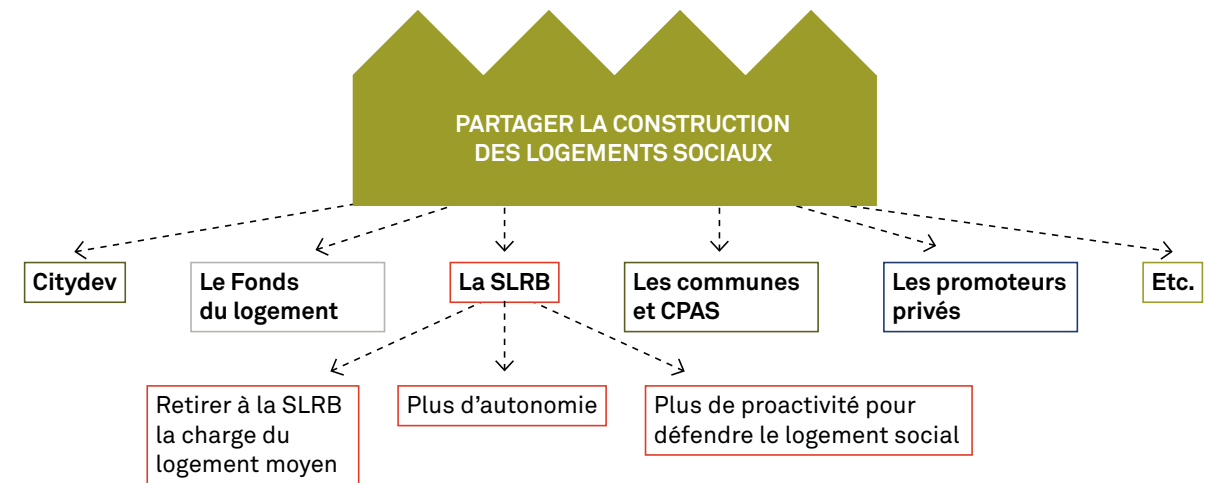 PARTAGER LA CONSTRUCTION
DES LOGEMENTS SOCIAUX
Citydev
Le Fonds
du logement
La SLRB
Les communes
et CPAS
Les promoteurs
privés
Etc.
Retirer à la SLRB
la charge du
logement moyen
Plus d'autonomie
Plus de proactivité pour
défendre le logement social